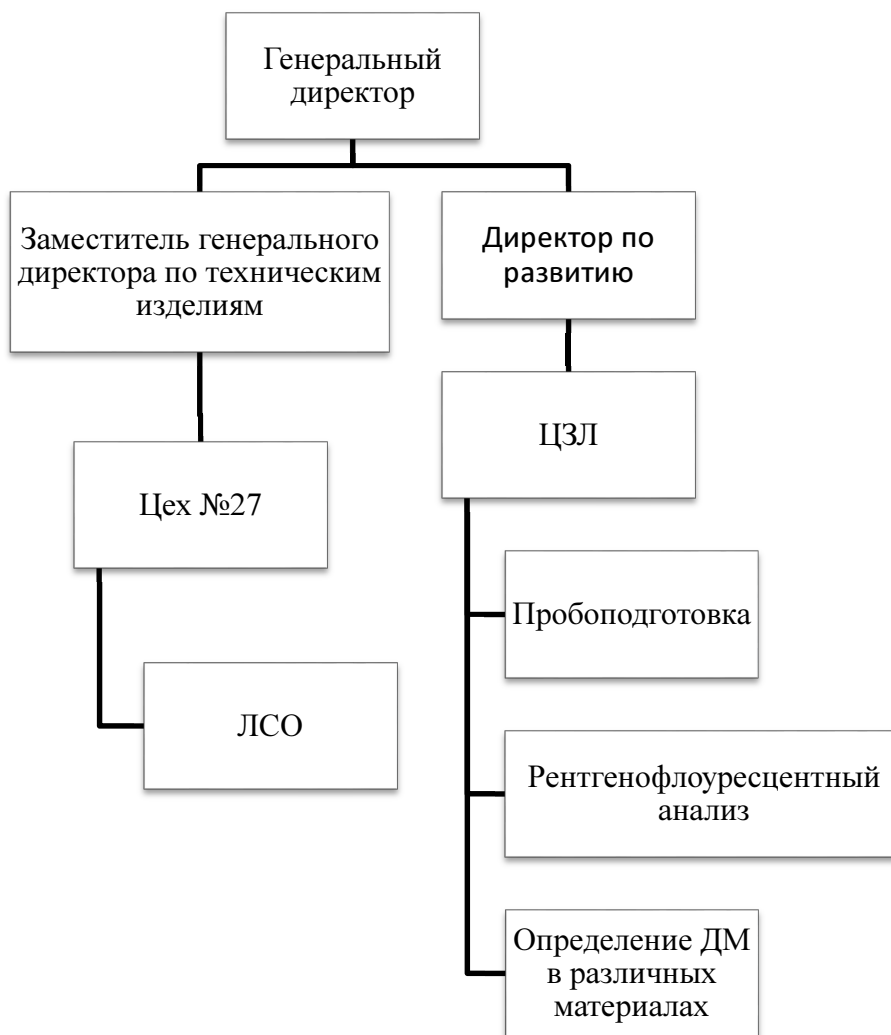 Генеральный
директор
Заместитель генерального
директора по техническим
изделиям
Директор по
развитию
Цех №27
ЦЗЛ
ЛСО
Пробоподготовка
Рентгенофлоуресцентный
анализ
Определение ДМ
в различных
материалах